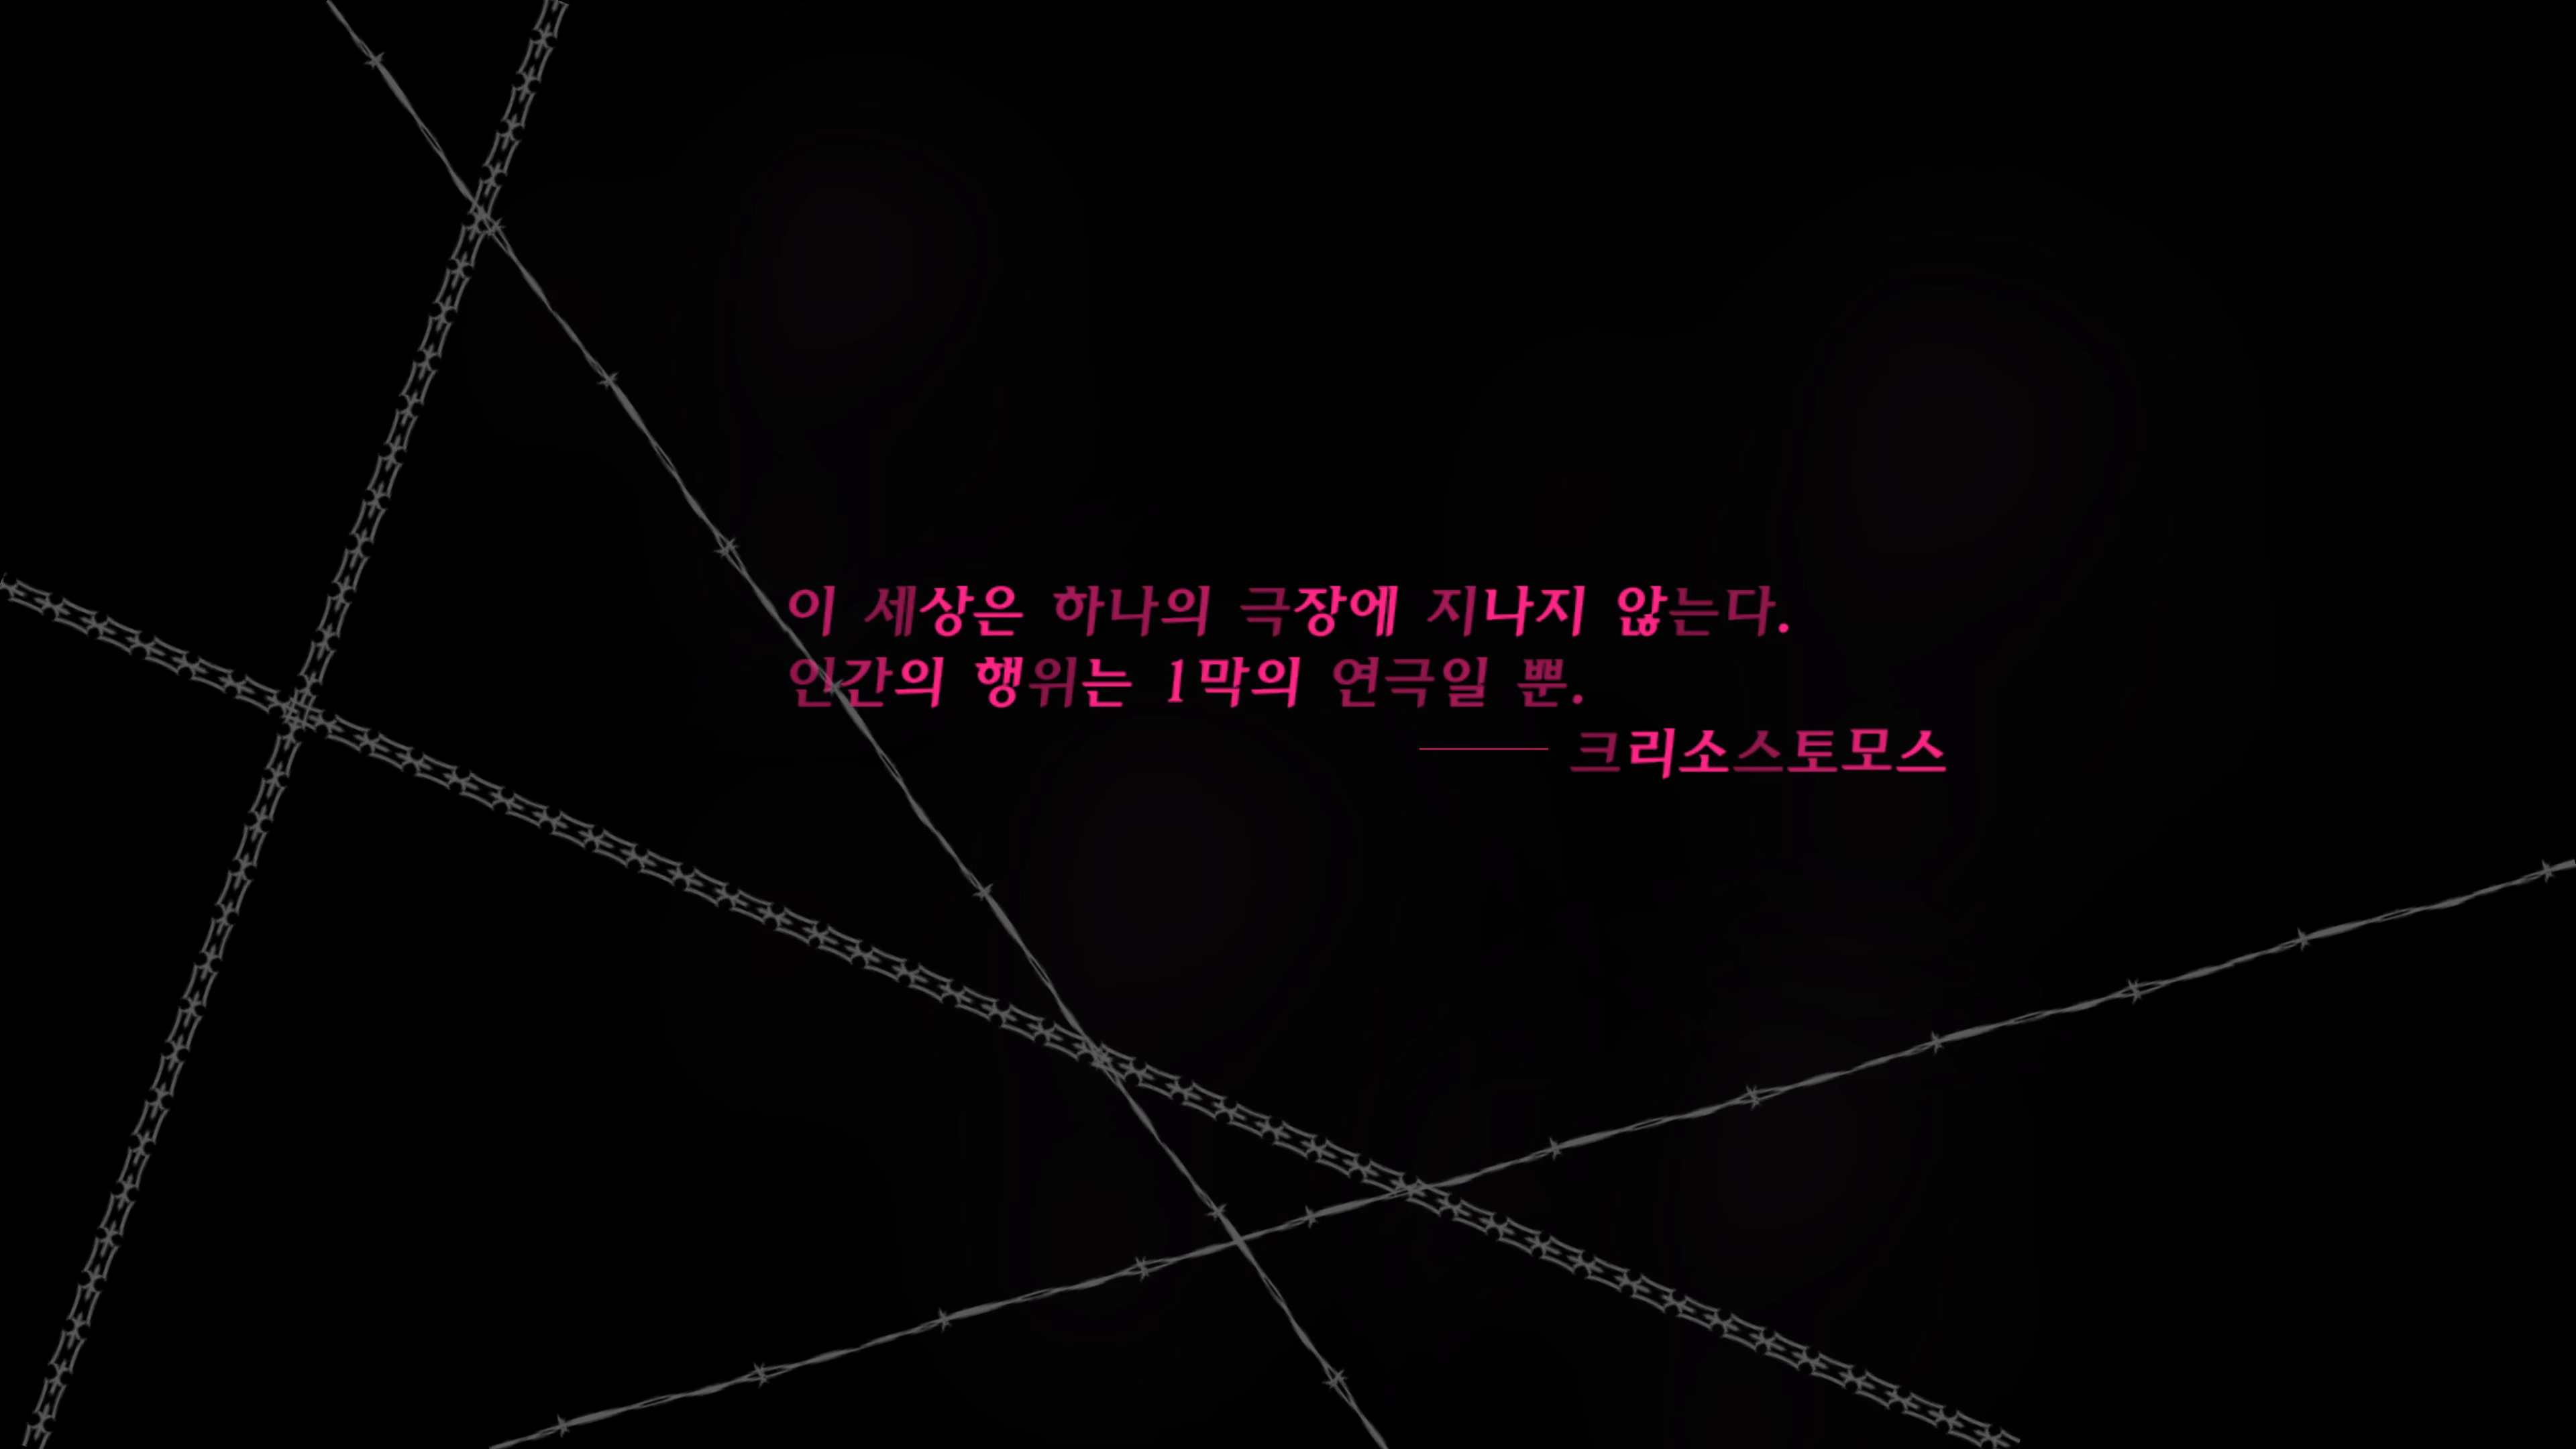 이 세상은 하나의 극장에 지나지 않는다.
인간의 행위는 1막의 연극일 뿐.
—— 크리소스토모스